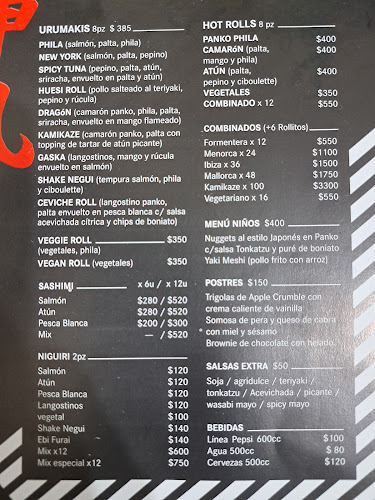 URUMAKIS 8pz $ 385
PHILA (salmón, palta, phila)
NEW YORK (salmón, palta, pepino)
SPICY TUNA (pepino, palta, atún,
sriracha, envuelto en palta y atún)
HUESI ROLL (pollo salteado al teriyaki,
pepino y rúcula)
DRAGóN (camarón panko, phila, palta,
sriracha, envuelto en mango flameado)
KAMIKAZE (camarón panko, palta con
topping de tartar de atún picante)
GASKA (langostinos, mango y rúcula
envuelto en salmón)
SHAKE NEGUI (tempura salmón, phila
y ciboulette)
CEVICHE ROLL (langostino panko,
palta envuelto en pesca blanca c/ salsa
acevichada cítrica y chips de boniato)
VEGGIE ROLL $350
(vegetales, phila)
VEGAN ROLL (vegetales) $350
SASHIMI x 6u / x 12u
Salmón $280 / $520
Atún $280 / $520
Pesca Blanca $200 / $300
Mix — / $520
NIGUIRI 2pz
Salmón $120
Atún $120
Pesca Blanca $120
Langostinos $120
vegetal $100
Shake Negui $140
Ebi Furai $140
Mix x12 $600
Mix especial x12 $750
HOT ROLLS 8 pz
PANKO PHILA $400
CAMARóN (palta, $400
mango y phila)
ATÚN (palta, $400
pepino y ciboulette)
VEGETALES $350
COMBINADO x 12 $550
COMBINADOS (+6 Rollitos)
Formentera x 12 $550
Menorca x 24 $1100
Ibiza x 36 $1500
Mallorca x 48 $1750
Kamikaze x 100 $3300
Vegetariano x 16 $550
MENÚ NIÑOS $400
Nuggets al estilo Japonés en Panko
c/salsa Tonkatzu y puré de boniato
Yaki Meshi (pollo frito con arroz)
POSTRES $150
Trigolas de Apple Crumble con
crema caliente de vainilla
Somosa de pera y queso de cabra
con miel y sésamo
Brownie de chocolate con helado.
SALSAS EXTRA $50
Soja / agridulce / teriyaki /
tonkatzu / Acevichada / picante /
wasabi mayo / spicy mayo
BEBIDAS
Línea Pepsi 600cc $100
Agua 500cc $ 80
Cervezas 500cc $120